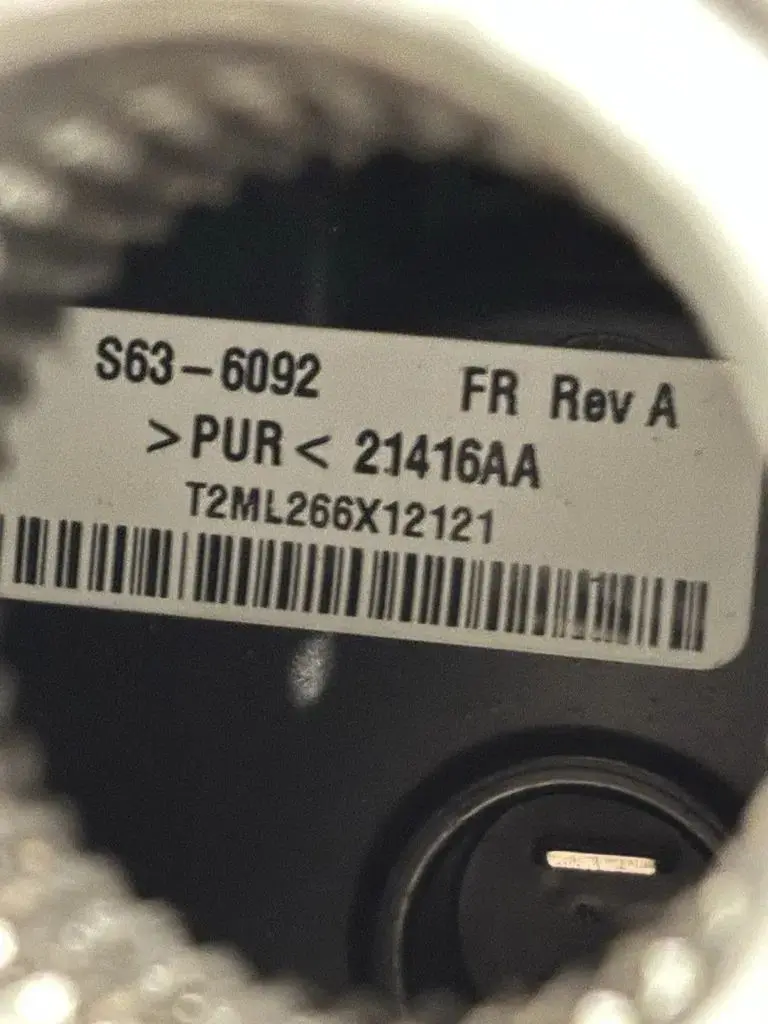 S63-6092 FR Rev A
>PUR< 21416AA
T2ML266X12121